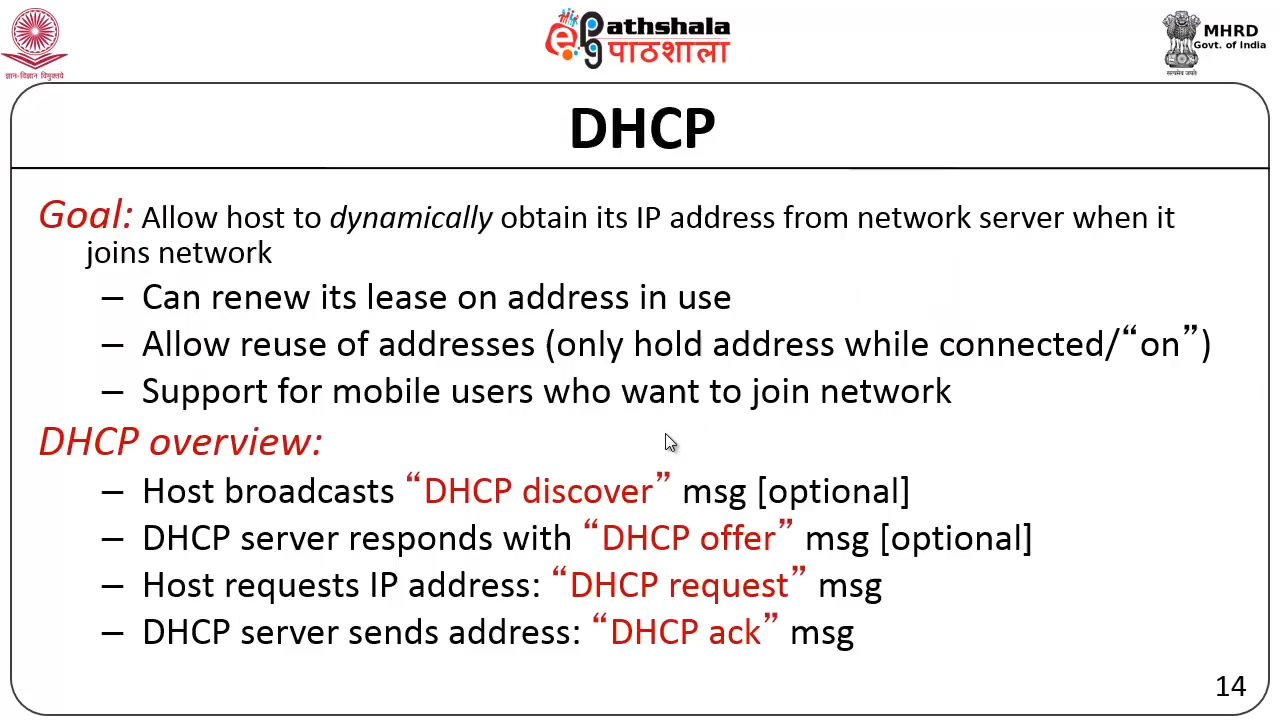 ज्ञान-विज्ञान विमुक्तये
ePathshala
पाठशाला
सत्यमेव जयते
MHRD
Govt. of India
DHCP
Goal: Allow host to dynamically obtain its IP address from network server when it
joins network
– Can renew its lease on address in use
– Allow reuse of addresses (only hold address while connected/“on”)
– Support for mobile users who want to join network
DHCP overview:
– Host broadcasts “DHCP discover” msg [optional]
– DHCP server responds with “DHCP offer” msg [optional]
– Host requests IP address: “DHCP request” msg
– DHCP server sends address: “DHCP ack” msg
14